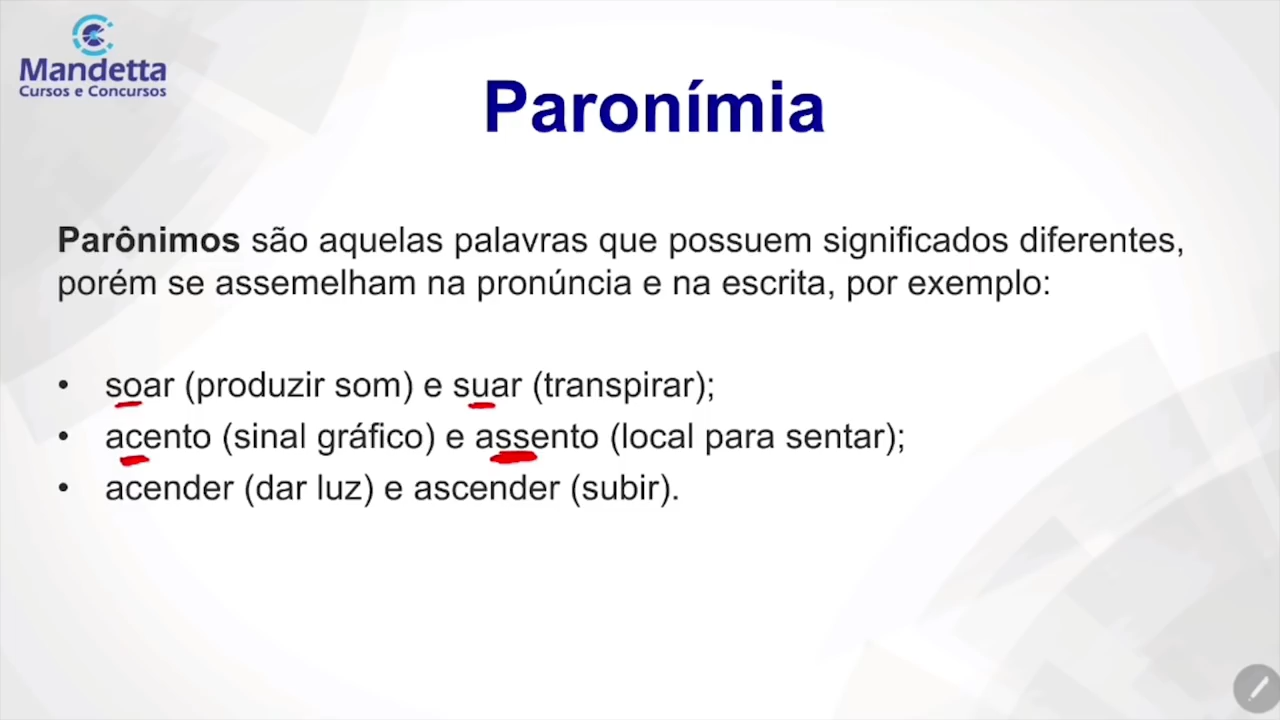 Mandetta
Cursos e Concursos
Paronímia
Parônimos são aquelas palavras que possuem significados diferentes,
porém se assemelham na pronúncia e na escrita, por exemplo:
• soar (produzir som) e suar (transpirar);
• acento (sinal gráfico) e assento (local para sentar);
• acender (dar luz) e ascender (subir).